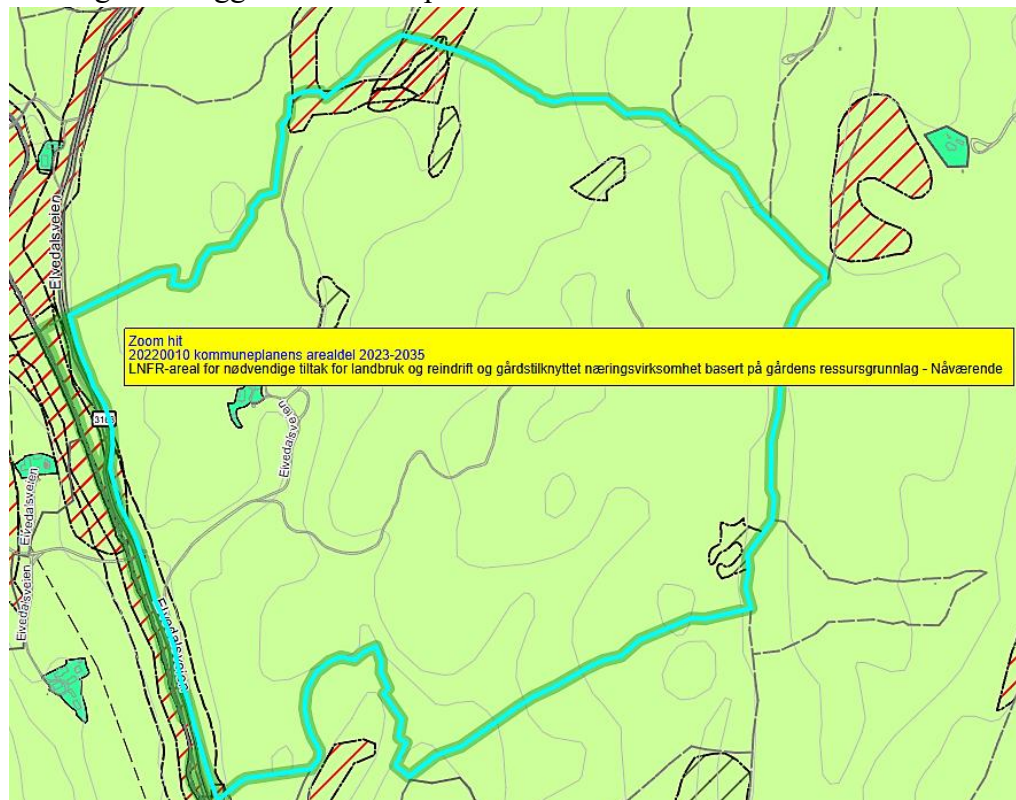 Elvedalsveien
Zoom hit
20220010 kommuneplanens arealdel 2023-2035
LNFR-areal for nødvendige tiltak for landbruk og reindrift og gårdstilknyttet næringsvirksomhet basert på gårdens ressursgrunnlag - Nåværende
Elvedalsveien
Elvedalsveien
Elvedalsveien
Elvedalsveien